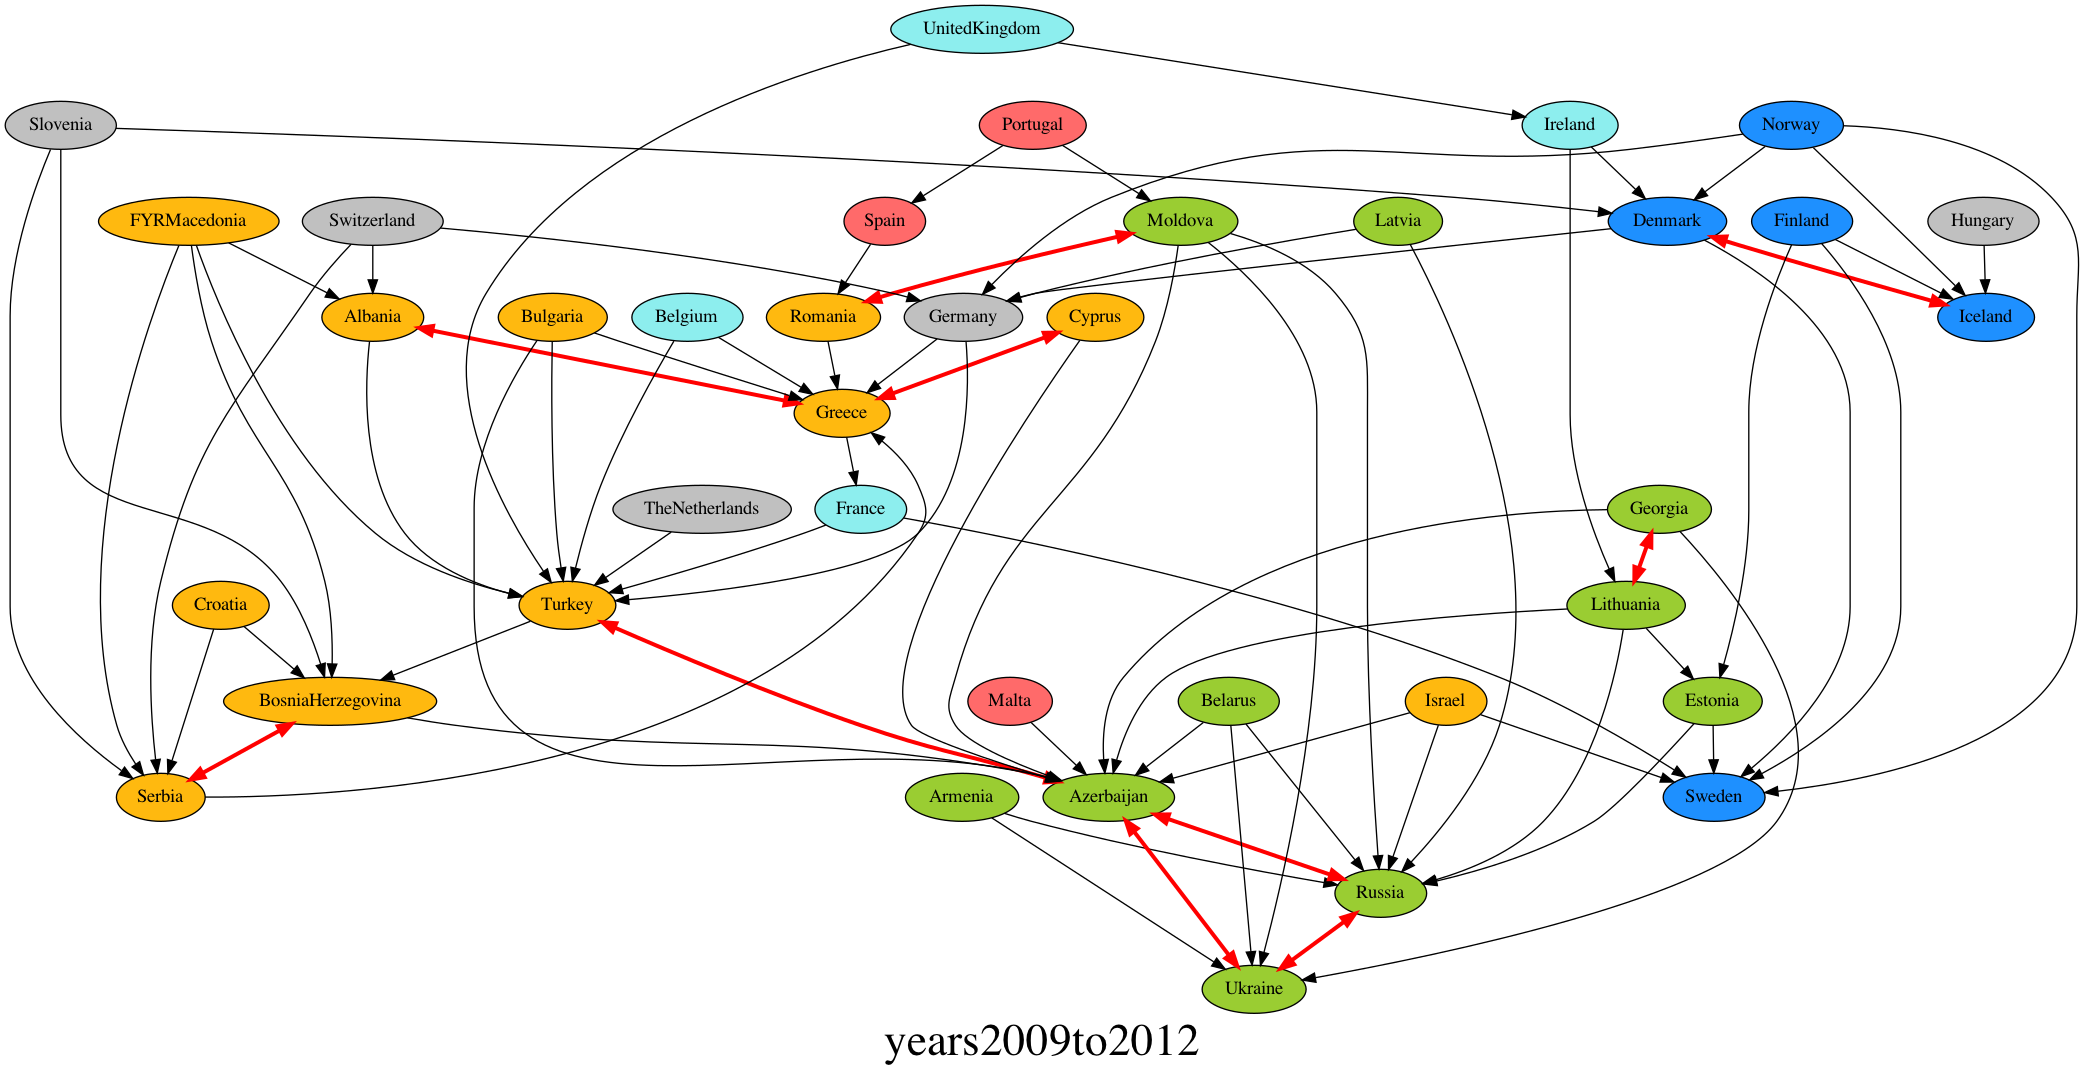 UnitedKingdom
Slovenia
Portugal
Ireland
Norway
FYRMacedonia
Switzerland
Spain
Moldova
Latvia
Denmark
Finland
Hungary
Albania
Bulgaria
Belgium
Romania
Germany
Cyprus
Iceland
Greece
TheNetherlands
France
Georgia
Croatia
Turkey
Lithuania
BosniaHerzegovina
Malta
Belarus
Israel
Estonia
Serbia
Armenia
Azerbaijan
Sweden
Russia
Ukraine
years2009to2012